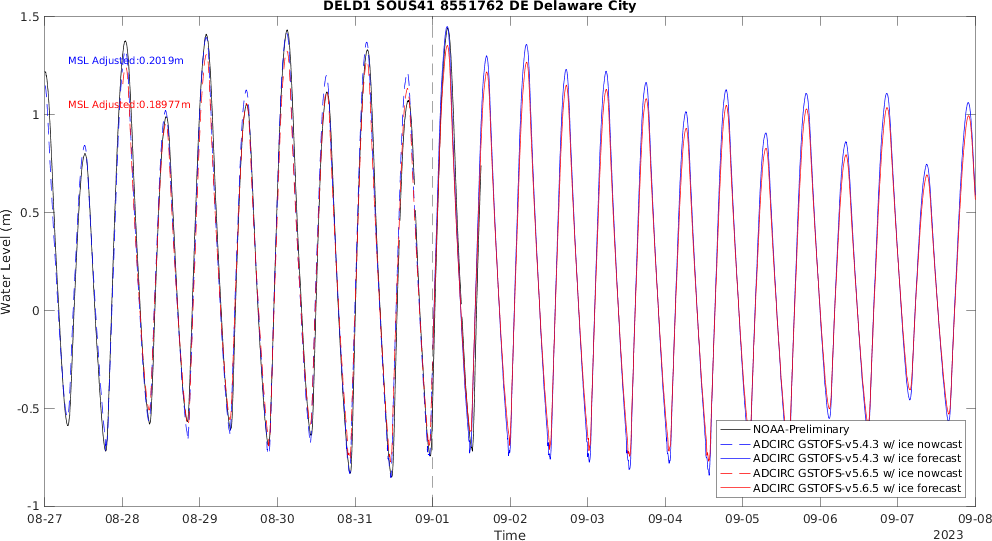 DELD1 SOUS41 8551762 DE Delaware City
1.5
1
0.5
0
-0.5
-1
Water Level (m)
MSL Adjusted:0.2019m
MSL Adjusted:0.18977m
NOAA-Preliminary
ADCIRC GSTOFS-v5.4.3 w/ ice nowcast
ADCIRC GSTOFS-v5.4.3 w/ ice forecast
ADCIRC GSTOFS-v5.6.5 w/ ice nowcast
ADCIRC GSTOFS-v5.6.5 w/ ice forecast
08-27 08-28 08-29 08-30 08-31 09-01 09-02 09-03 09-04 09-05 09-06 09-07 09-08
Time
2023